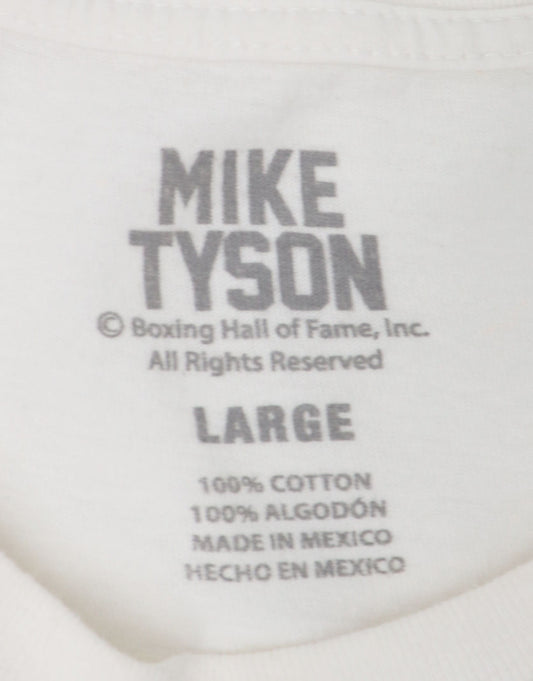 MIKE
TYSON
© Boxing Hall of Fame, Inc.
All Rights Reserved
LARGE
100% COTTON
100% ALGODÓN
MADE IN MEXICO
HECHO EN MEXICO